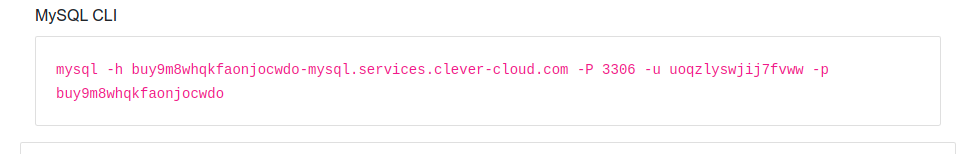 MySQL CLI
mysql -h buy9m8whqkfaonjocwdo-mysql.services.clever-cloud.com -P 3306 -u uoqzlyswjij7fvww -p
buy9m8whqkfaonjocwdo